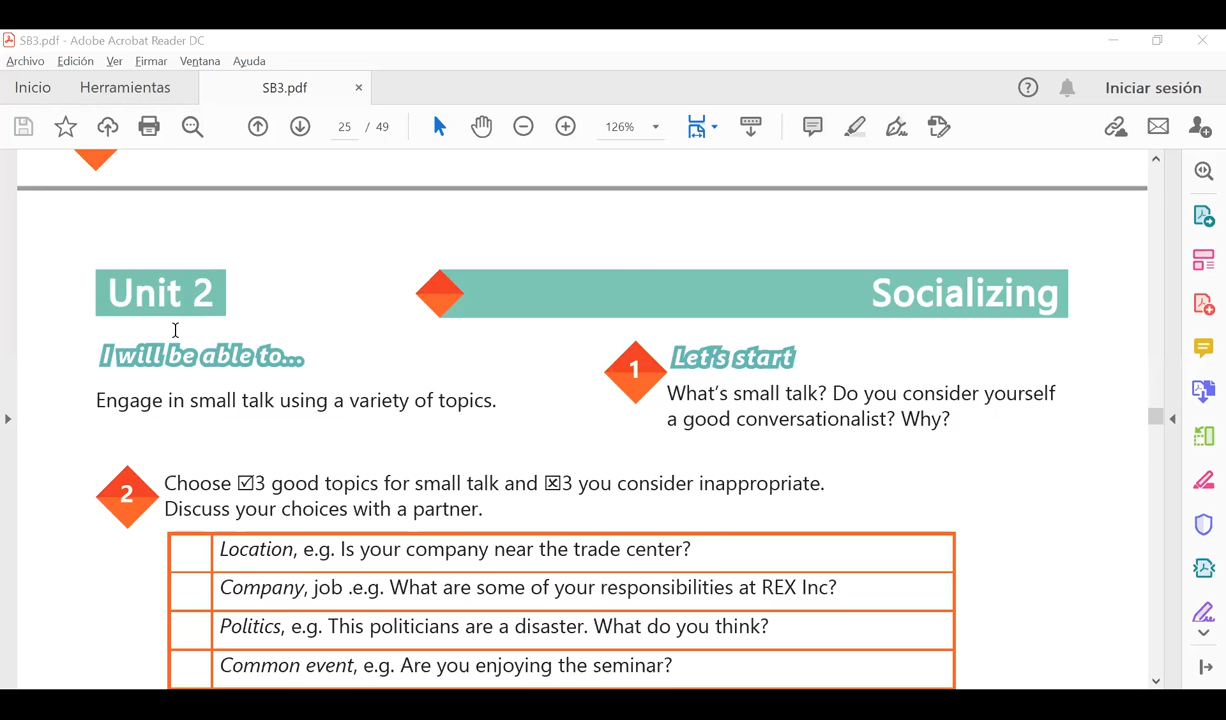 SB3.pdf - Adobe Acrobat Reader DC
Archivo Edición Ver Firmar Ventana Ayuda
Inicio Herramientas SB3.pdf × Iniciar sesión
25 / 49 126%
Unit 2 Socializing
I will be able to...
Engage in small talk using a variety of topics.
1 Let's start
What's small talk? Do you consider yourself
a good conversationalist? Why?
2 Choose ☑3 good topics for small talk and ☒3 you consider inappropriate.
Discuss your choices with a partner.
Location, e.g. Is your company near the trade center?
Company, job .e.g. What are some of your responsibilities at REX Inc?
Politics, e.g. This politicians are a disaster. What do you think?
Common event, e.g. Are you enjoying the seminar?